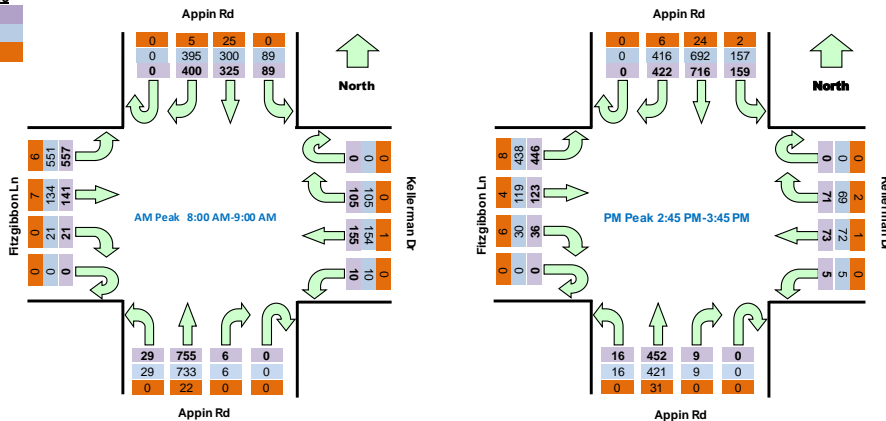 Appin Rd
0 5 25 0
0 395 300 89
0 400 325 89
North
Fitzgibbon Ln
6 551 557
7 134 141
0 21 21
0 0 0
AM Peak 8:00 AM-9:00 AM
0 0 0
105 105 0
155 154 1
10 10 0
Kellerman Dr
29 755 6 0
29 733 6 0
0 22 0 0
Appin Rd
Appin Rd
0 6 24 2
0 416 692 157
0 422 716 159
North
Fitzgibbon Ln
8 438 446
4 119 123
6 30 36
0 0 0
PM Peak 2:45 PM-3:45 PM
0 0 0
71 69 2
73 72 1
5 5 0
16 452 9 0
16 421 9 0
0 31 0 0
Appin Rd